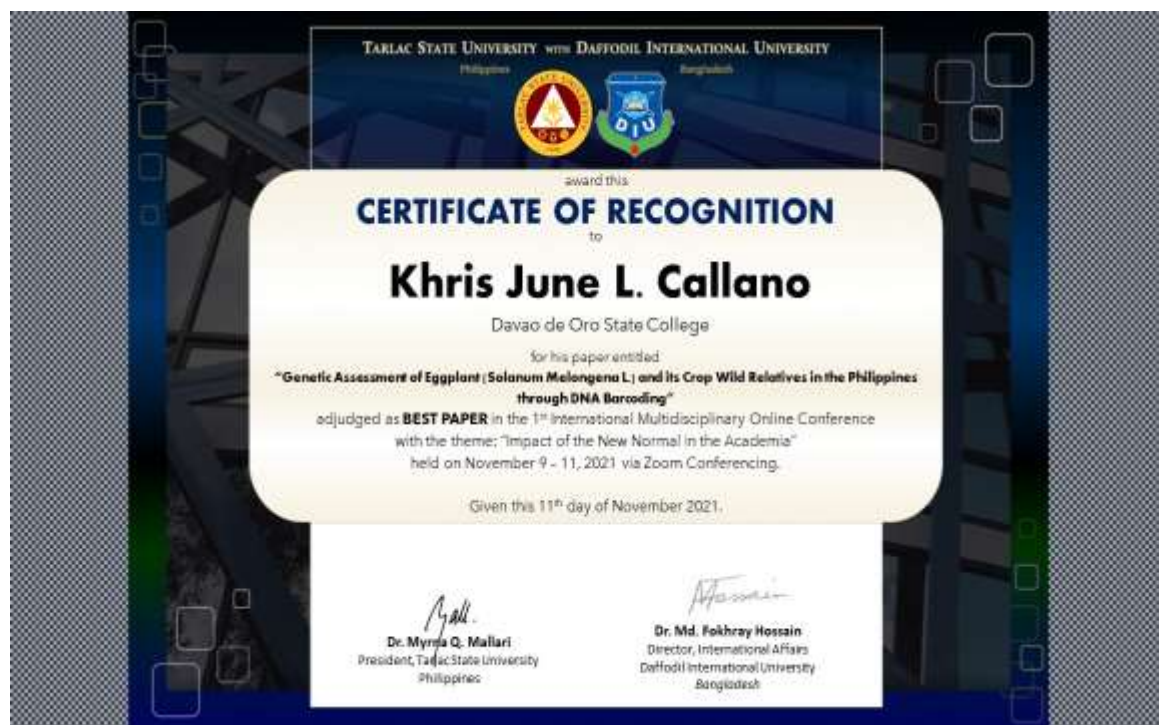 TARLAC STATE UNIVERSITY WITH DAFFODIL INTERNATIONAL UNIVERSITY
Philippines Bangladesh
TARLAC STATE UNIVERSITY
DIU
award this
CERTIFICATE OF RECOGNITION
to
Khris June L. Callano
Davao de Oro State College
for his paper entitled
"Genetic Assessment of Eggplant (Solanum Melongena L.) and its Crop Wild Relatives in the Philippines
through DNA Barcoding"
adjudged as BEST PAPER in the 1st International Multidisciplinary Online Conference
with the theme: "Impact of the New Normal in the Academia"
held on November 9 - 11, 2021 via Zoom Conferencing.
Given this 11th day of November 2021.
Dr. Myrna Q. Mallari
President, Tarlac State University
Philippines
Dr. Md. Fokhray Hossain
Director, International Affairs
Daffodil International University
Bangladesh